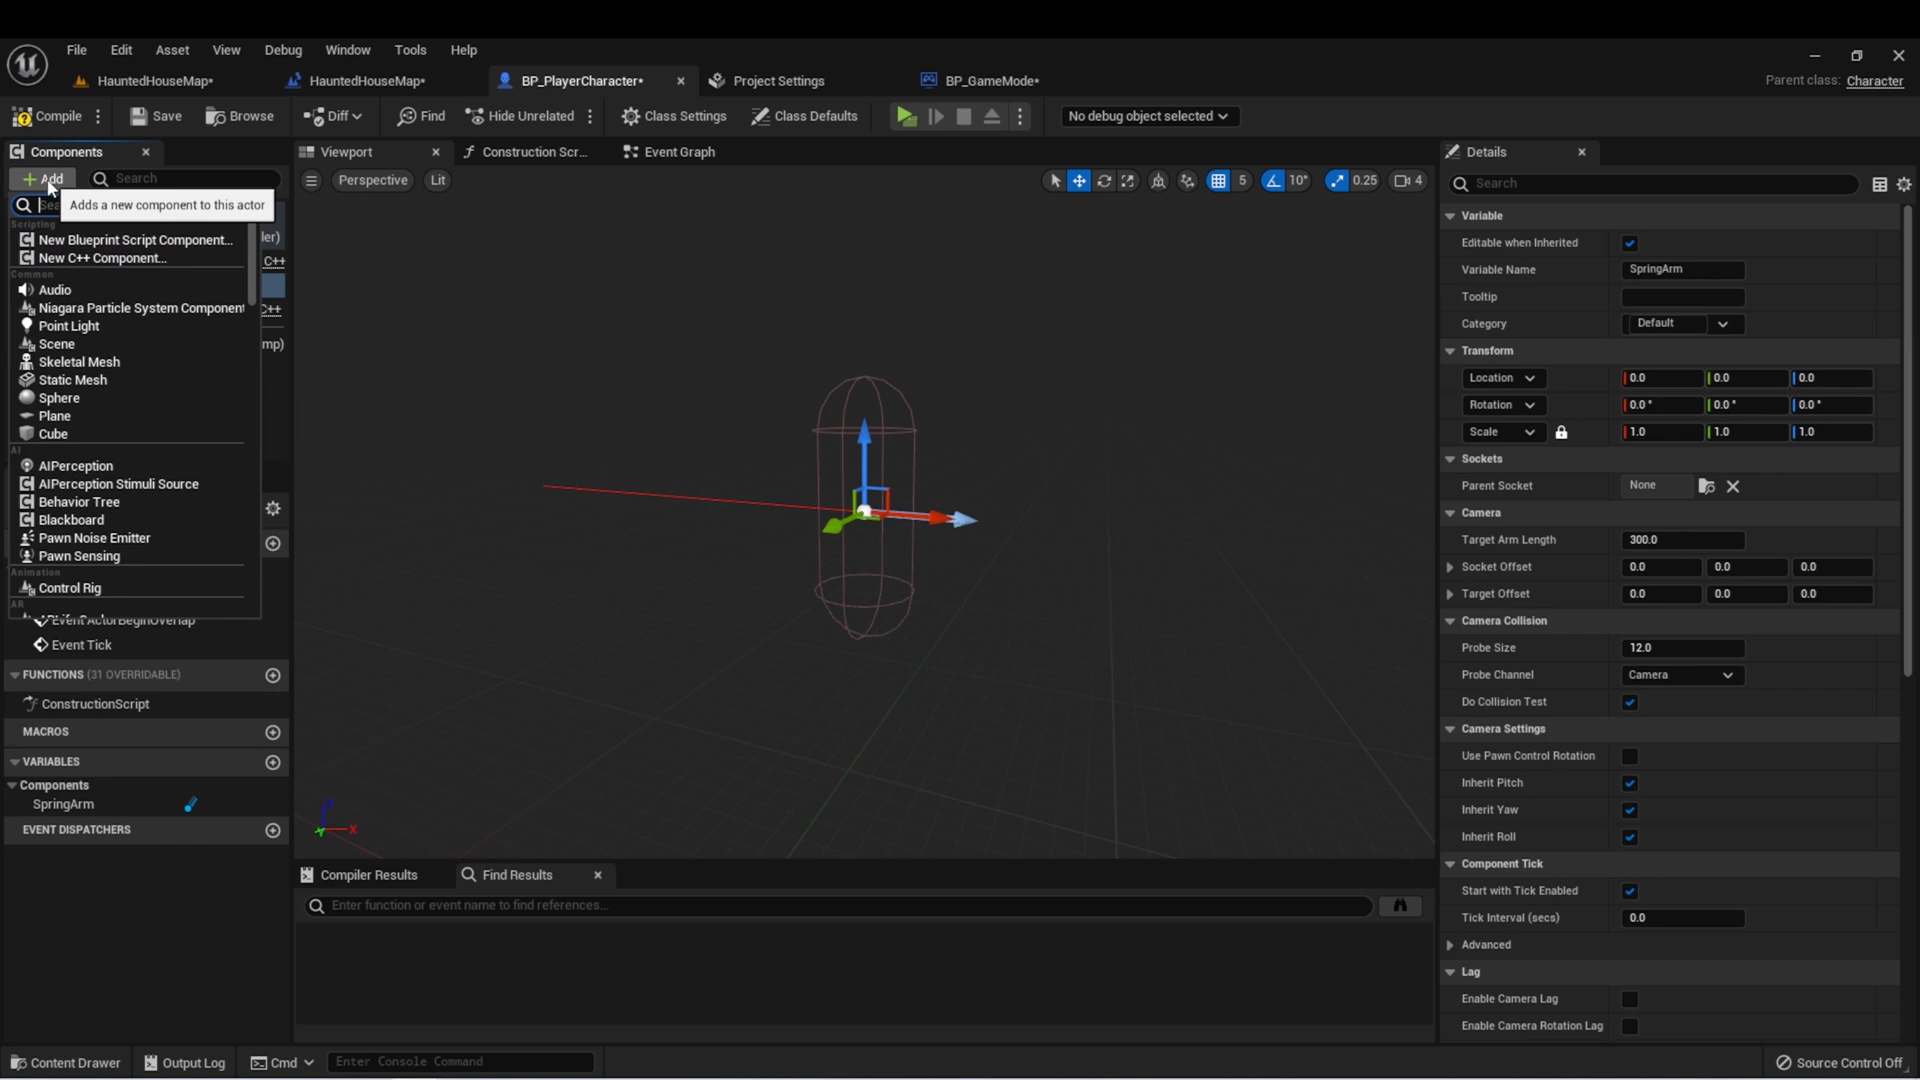 File Edit Asset View Debug Window Tools Help
HauntedHouseMap* HauntedHouseMap* BP_PlayerCharacter* Project Settings BP_GameMode* Parent class: Character
Compile Save Browse Diff Find Hide Unrelated Class Settings Class Defaults No debug object selected
Components Viewport Construction Scr... Event Graph Details
Add Search Perspective Lit 5 10° 0.25 4 Search
Adds a new component to this actor
Scripting
New Blueprint Script Component... ler)
New C++ Component... C++
Common
Audio
Niagara Particle System Component C++
Point Light
Scene mp)
Skeletal Mesh
Static Mesh
Sphere
Plane
Cube
AI
AIPerception
AIPerception Stimuli Source
Behavior Tree
Blackboard
Pawn Noise Emitter
Pawn Sensing
Animation
Control Rig
AR
Event ActorBeginOverlap
Event Tick
FUNCTIONS (31 OVERRIDABLE)
ConstructionScript
MACROS
VARIABLES
Components
SpringArm
EVENT DISPATCHERS
X
Variable
Editable when Inherited
Variable Name SpringArm
Tooltip
Category Default
Transform
Location 0.0 0.0 0.0
Rotation 0.0° 0.0° 0.0°
Scale 1.0 1.0 1.0
Sockets
Parent Socket None
Camera
Target Arm Length 300.0
Socket Offset 0.0 0.0 0.0
Target Offset 0.0 0.0 0.0
Camera Collision
Probe Size 12.0
Probe Channel Camera
Do Collision Test
Camera Settings
Use Pawn Control Rotation
Inherit Pitch
Inherit Yaw
Inherit Roll
Component Tick
Start with Tick Enabled
Tick Interval (secs) 0.0
Advanced
Lag
Enable Camera Lag
Enable Camera Rotation Lag
Compiler Results Find Results
Enter function or event name to find references...
Content Drawer Output Log Cmd Enter Console Command Source Control Off